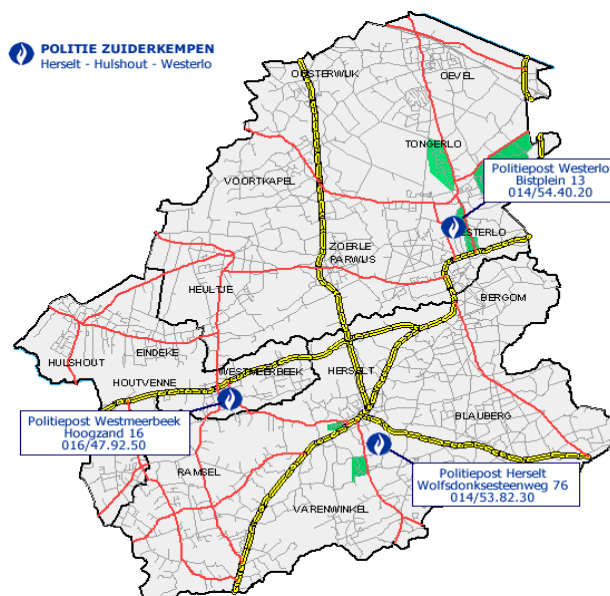 POLITIE ZUIDERKEMPEN
Herselt - Hulshout - Westerlo
OOSTERWIJK
OEVEL
TONGERLO
Politiepost Westerlo
Bistplein 13
014/54.40.20
VOORTKAPEL
ESTERLO
ZOERLE
PARWIJS
HEULTJE
BERGOM
HULSHOUT
EINDEKE
HOUTVENNE
WESTMEERBEEK
HERSELT
BLAUBERG
Politiepost Westmeerbeek
Hoogzand 16
016/47.92.50
RAMSEL
Politiepost Herselt
Wolfsdonksesteenweg 76
014/53.82.30
VARENWINKEL